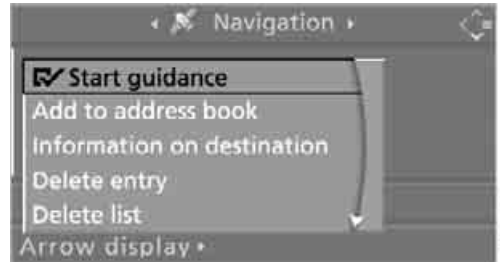 Navigation
Start guidance
Add to address book
Information on destination
Delete entry
Delete list
Arrow display